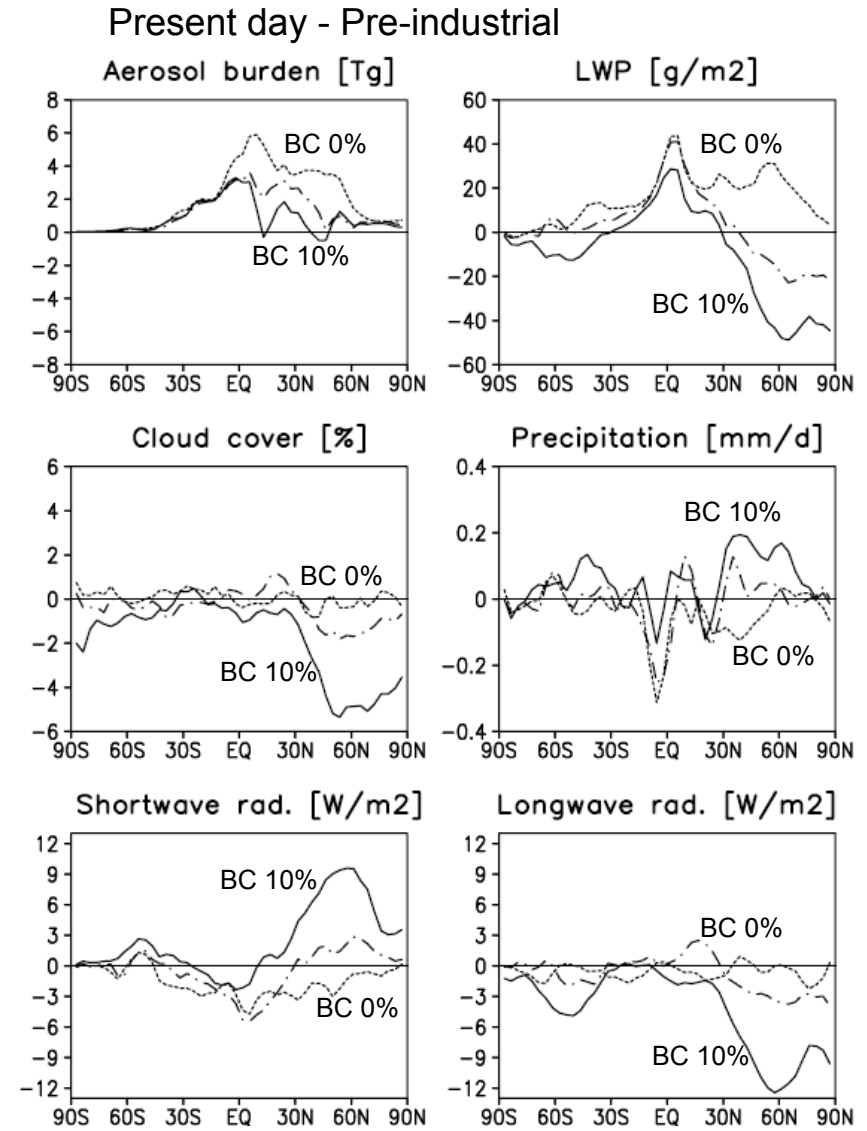 Present day - Pre-industrial
Aerosol burden [Tg]
8
6
4
2
0
−2
−4
−6
−8
BC 0%
BC 10%
90S 60S 30S EQ 30N 60N 90N
LWP [g/m2]
60
40
20
0
−20
−40
−60
BC 0%
BC 10%
90S 60S 30S EQ 30N 60N 90N
Cloud cover [%]
6
4
2
0
−2
−4
−6
BC 0%
BC 10%
90S 60S 30S EQ 30N 60N 90N
Precipitation [mm/d]
0.4
0.2
0
−0.2
−0.4
BC 10%
BC 0%
90S 60S 30S EQ 30N 60N 90N
Shortwave rad. [W/m2]
12
9
6
3
0
−3
−6
−9
−12
BC 10%
BC 0%
90S 60S 30S EQ 30N 60N 90N
Longwave rad. [W/m2]
12
9
6
3
0
−3
−6
−9
−12
BC 0%
BC 10%
90S 60S 30S EQ 30N 60N 90N